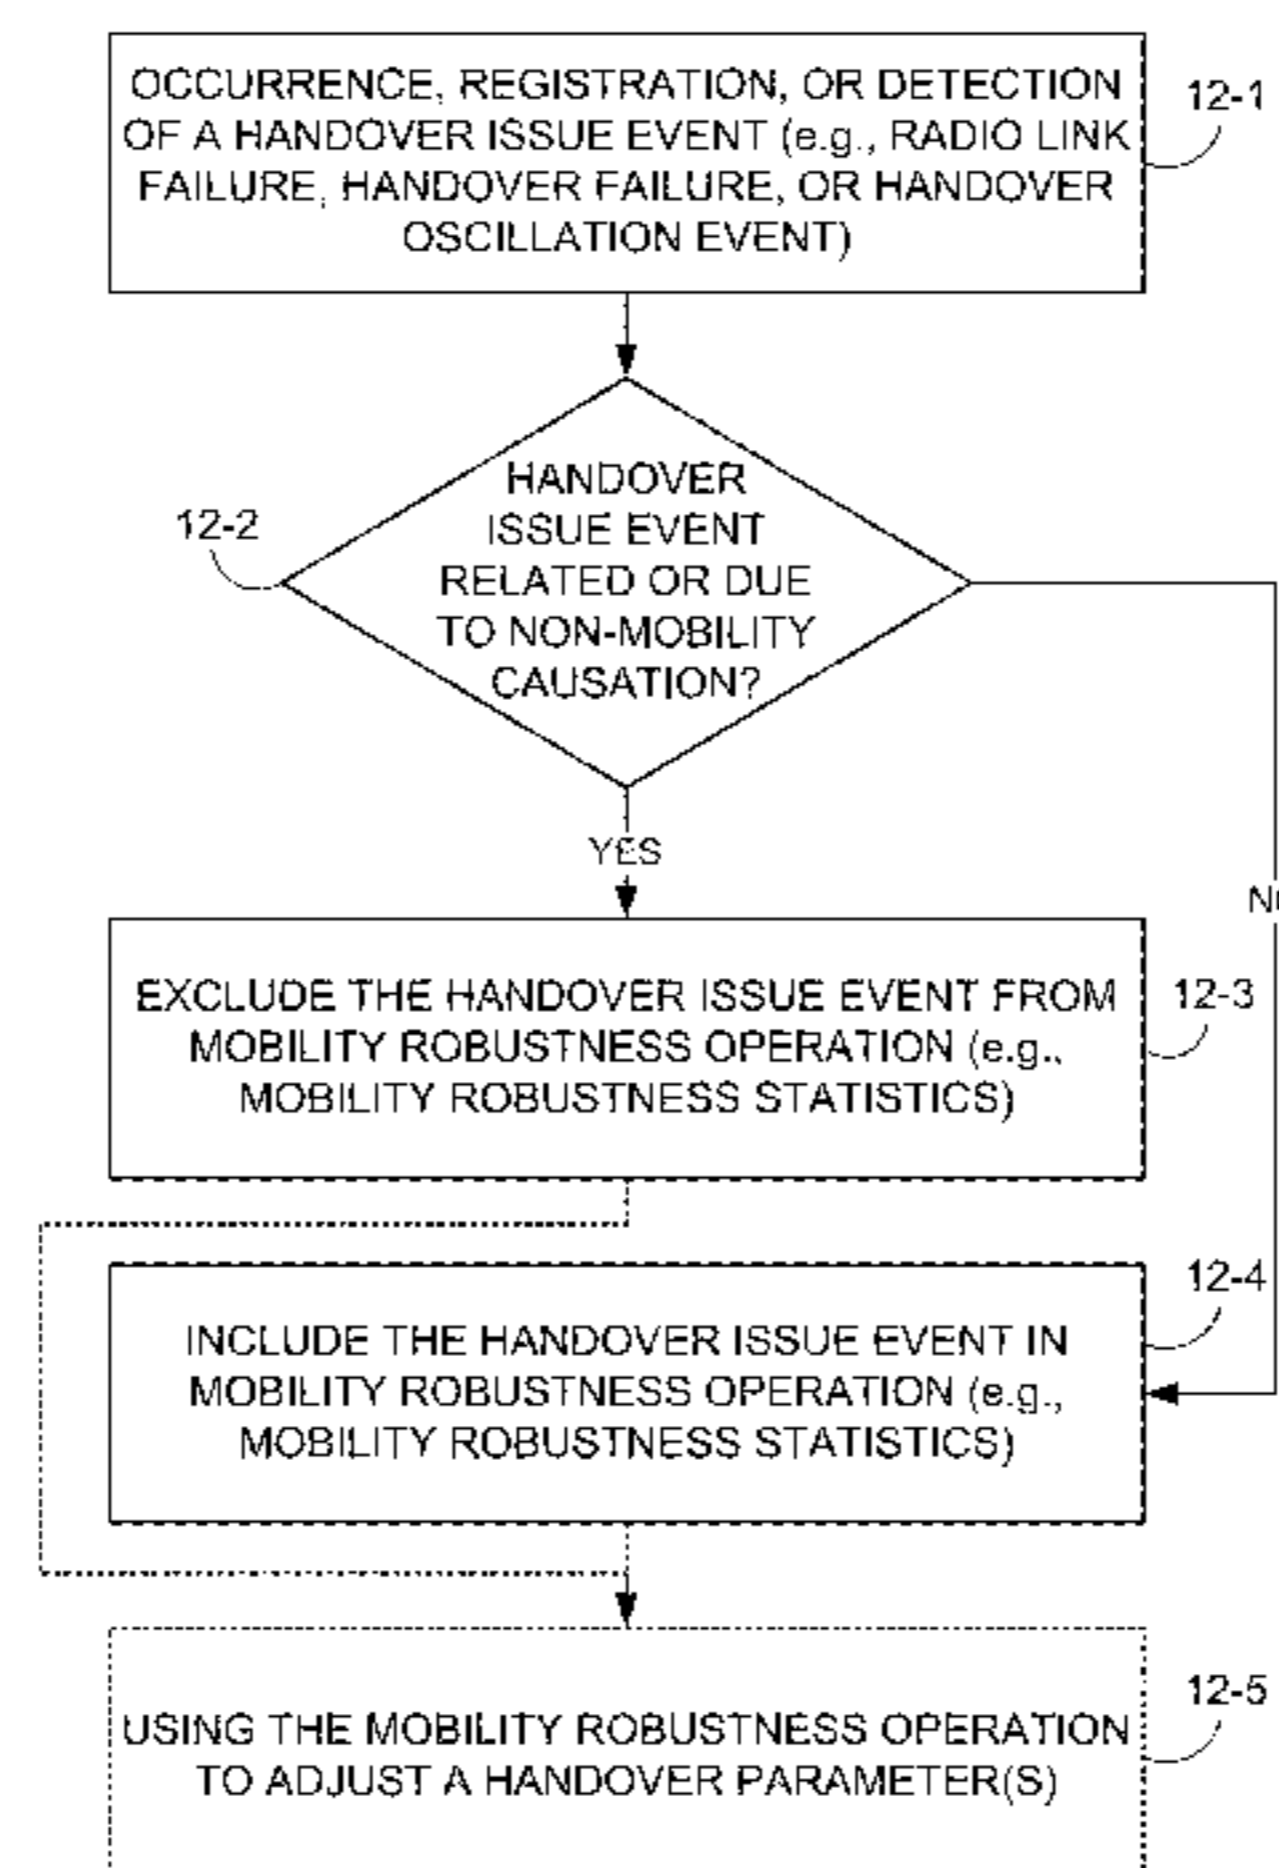 OCCURRENCE, REGISTRATION, OR DETECTION
OF A HANDOVER ISSUE EVENT (e.g., RADIO LINK
FAILURE, HANDOVER FAILURE, OR HANDOVER
OSCILLATION EVENT)
12-1
HANDOVER
ISSUE EVENT
RELATED OR DUE
TO NON-MOBILITY
CAUSATION?
12-2
YES
EXCLUDE THE HANDOVER ISSUE EVENT FROM
MOBILITY ROBUSTNESS OPERATION (e.g.,
MOBILITY ROBUSTNESS STATISTICS)
12-3
INCLUDE THE HANDOVER ISSUE EVENT IN
MOBILITY ROBUSTNESS OPERATION (e.g.,
MOBILITY ROBUSTNESS STATISTICS)
12-4
USING THE MOBILITY ROBUSTNESS OPERATION
TO ADJUST A HANDOVER PARAMETER(S)
12-5